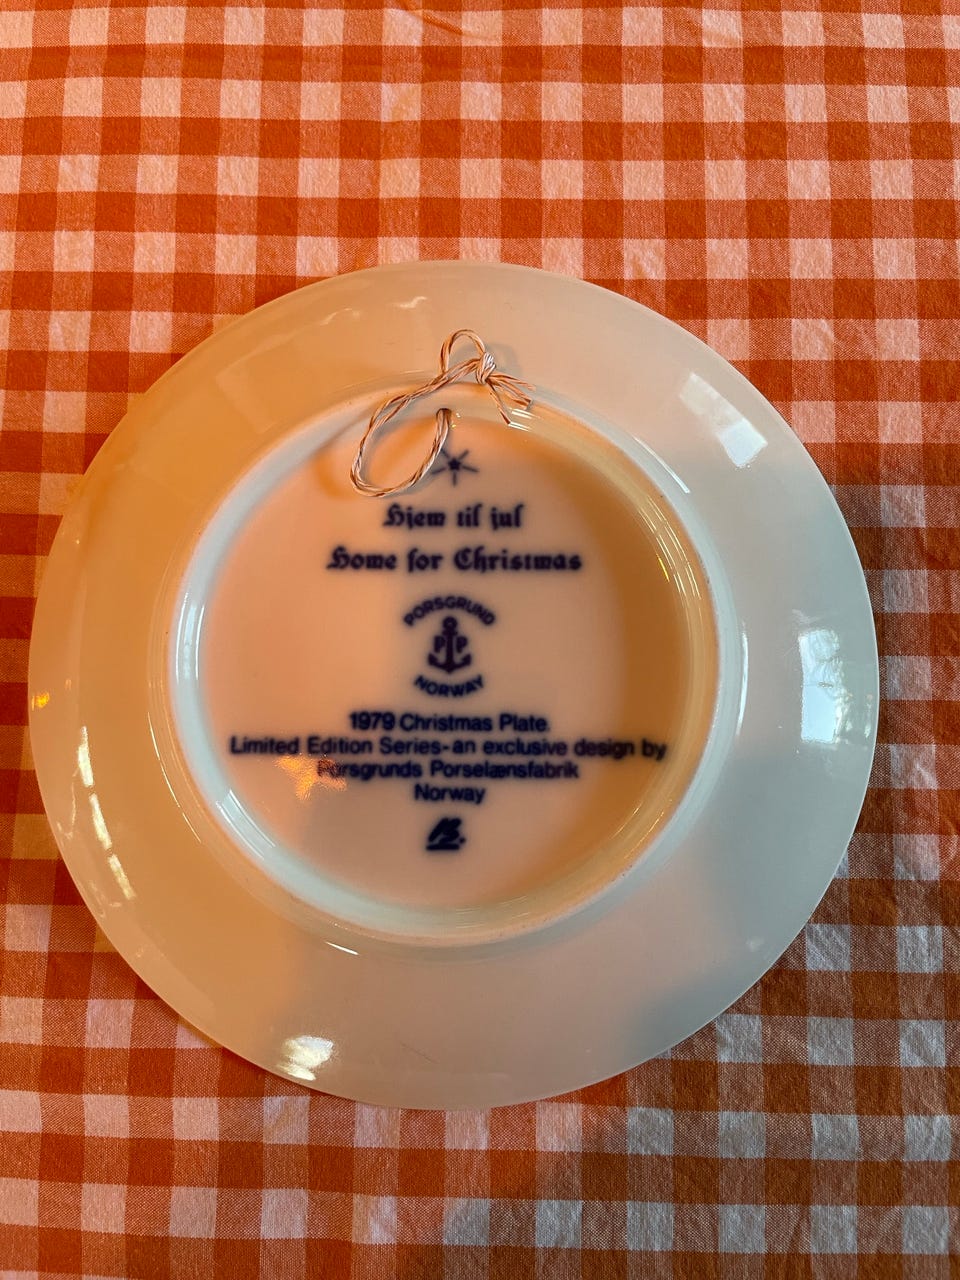 Hjem til jul
Home for Christmas
PORSGRUND
P P
NORWAY
1979 Christmas Plate.
Limited Edition Series-an exclusive design by
Porsgrunds Porselænsfabrik
Norway